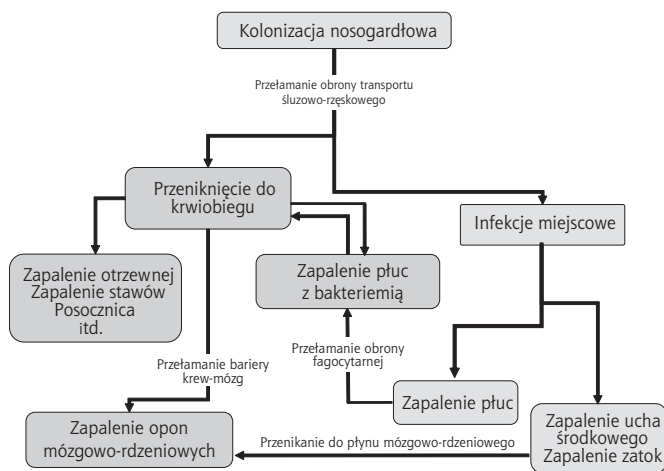 Kolonizacja nosogardłowa
Przełamanie obrony transportu
śluzowo-rzęskowego
Przeniknięcie do
krwiobiegu
Infekcje miejscowe
Zapalenie otrzewnej
Zapalenie stawów
Posocznica
itd.
Zapalenie płuc
z bakteriemią
Przełamanie bariery
krew-mózg
Przełamanie obrony
fagocytarnej
Zapalenie płuc
Zapalenie opon
mózgowo-rdzeniowych
Przenikanie do płynu mózgowo-rdzeniowego
Zapalenie ucha
środkowego
Zapalenie zatok